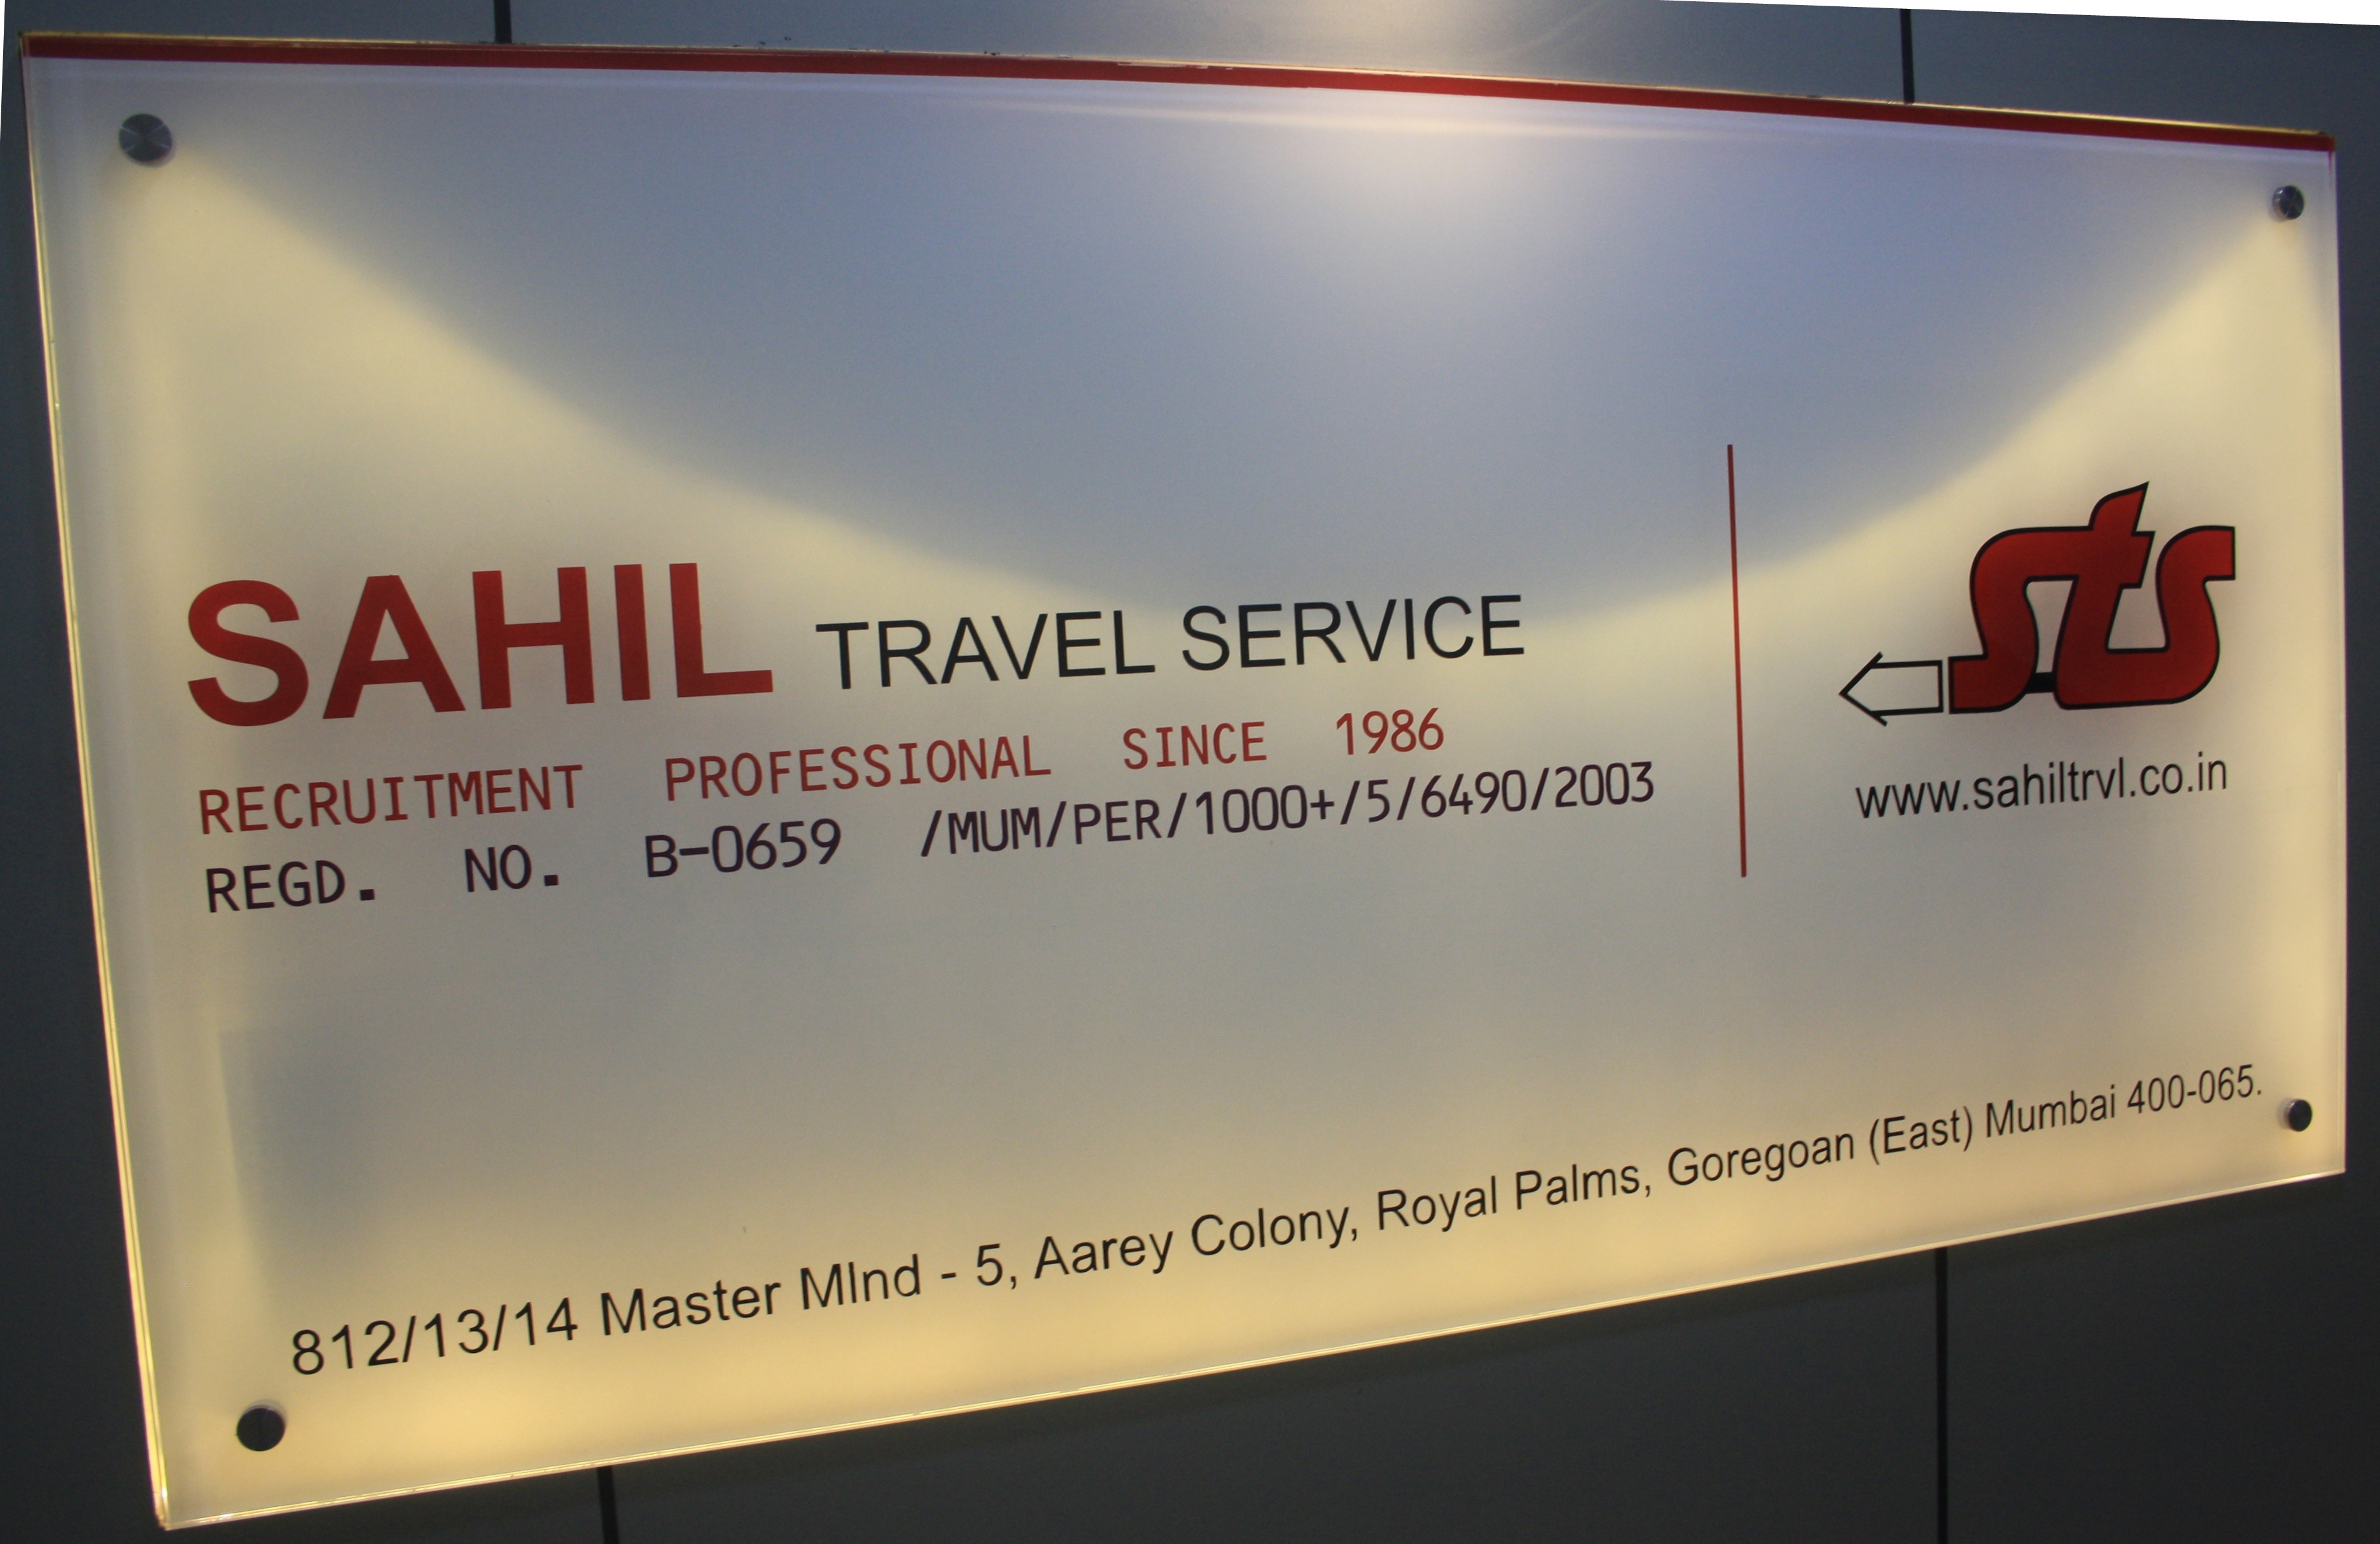 SAHIL TRAVEL SERVICE
RECRUITMENT PROFESSIONAL SINCE 1986
REGD. NO. B-0659 /MUM/PER/1000+/5/6490/2003
sts
www.sahiltrvl.co.in
812/13/14 Master MInd - 5, Aarey Colony, Royal Palms, Goregoan (East) Mumbai 400-065.